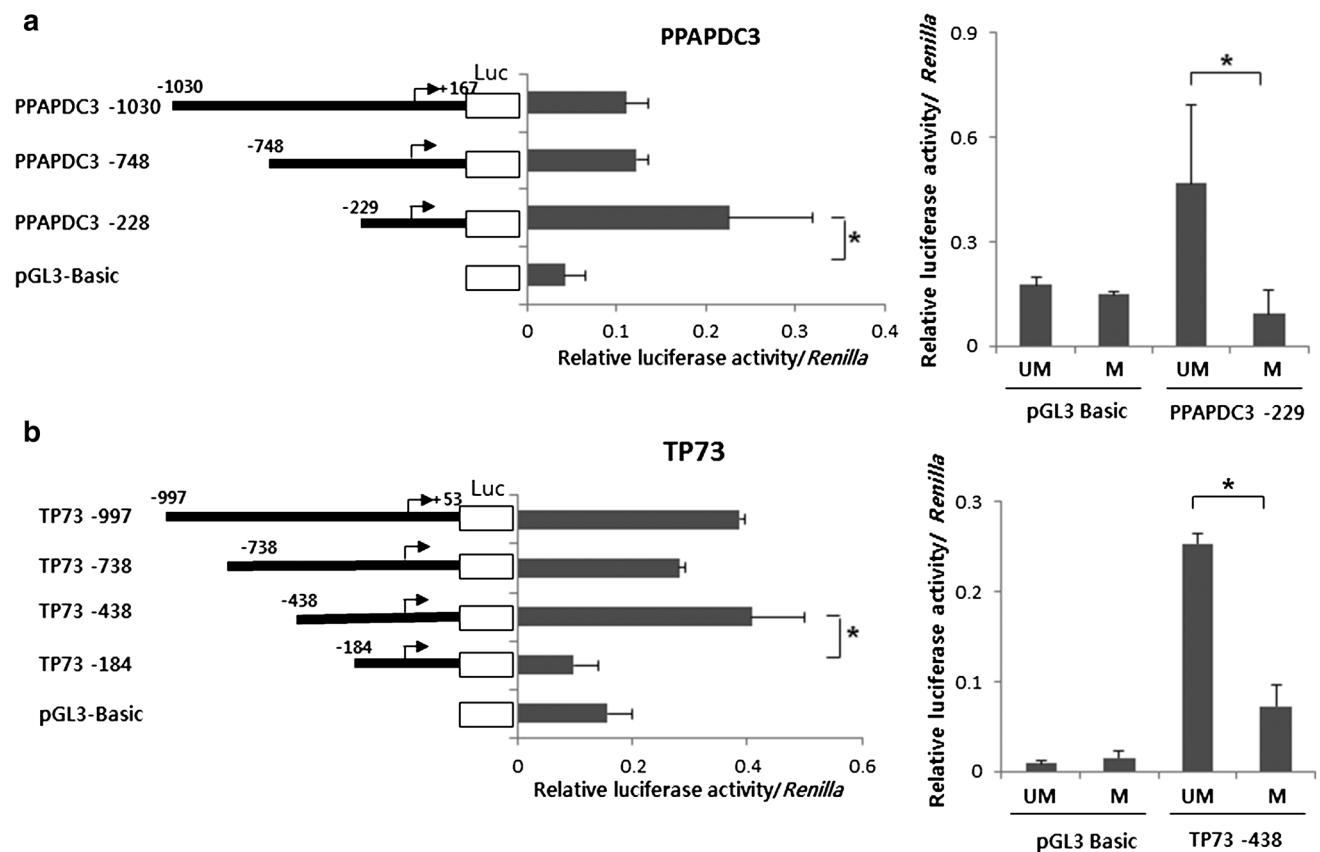 a
PPAPDC3
Luc
-1030
+167
PPAPDC3 -1030
-748
PPAPDC3 -748
-229
PPAPDC3 -228
*
pGL3-Basic
0 0.1 0.2 0.3 0.4
Relative luciferase activity/ Renilla
Relative luciferase activity/ Renilla
0.9
0.6
0.3
0
*
UM M UM M
pGL3 Basic PPAPDC3 -229
b
TP73
Luc
-997
+53
TP73 -997
-738
TP73 -738
-438
TP73 -438
*
-184
TP73 -184
pGL3-Basic
0 0.2 0.4 0.6
Relative luciferase activity/ Renilla
Relative luciferase activity/ Renilla
0.3
0.2
0.1
0
*
UM M UM M
pGL3 Basic TP73 -438